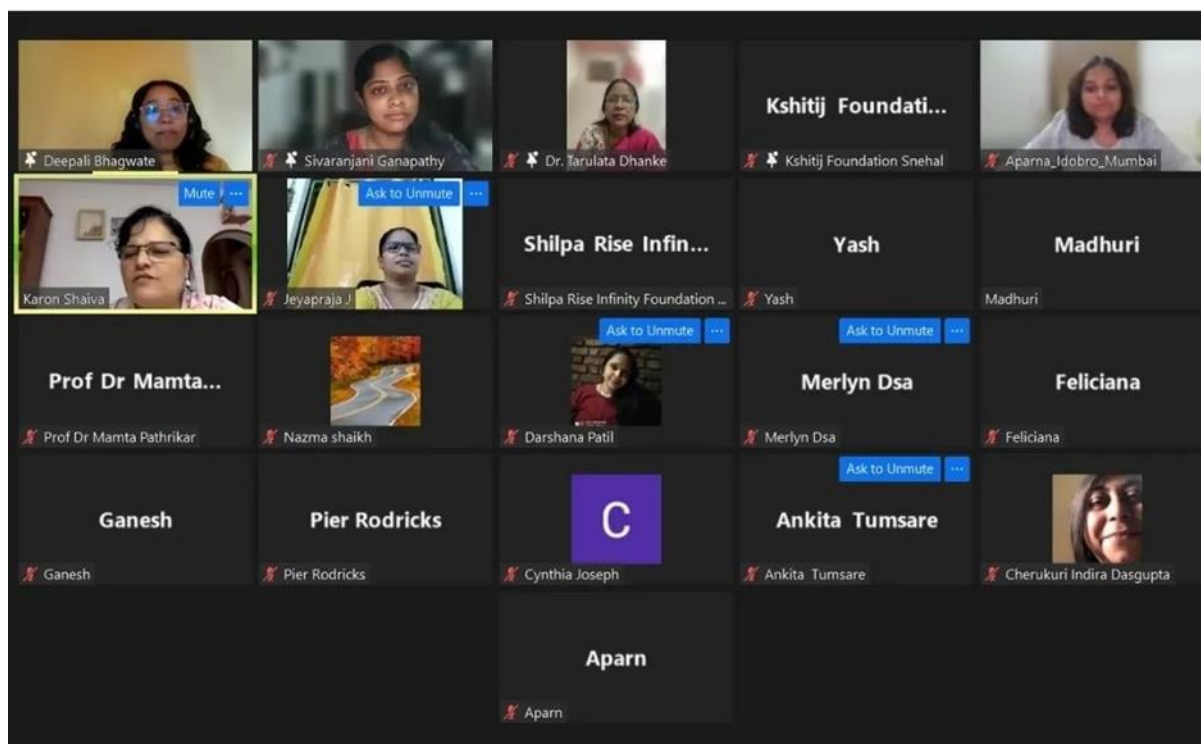 Deepali Bhagwate
Sivaranjani Ganapathy
Dr. Tarulata Dhanke
Kshitij Foundati...
Kshitij Foundation Snehal
Aparna_Idobro_Mumbai
Mute ...
Karon Shaiva
Ask to Unmute ...
Jeyapraja J
Shilpa Rise Infin...
Shilpa Rise Infinity Foundation ...
Yash
Yash
Madhuri
Madhuri
Prof Dr Mamta...
Prof Dr Mamta Pathrikar
Nazma shaikh
Ask to Unmute ...
Darshana Patil
Ask to Unmute ...
Merlyn Dsa
Merlyn Dsa
Feliciana
Feliciana
Ganesh
Ganesh
Pier Rodricks
Pier Rodricks
C
Cynthia Joseph
Ask to Unmute ...
Ankita Tumsare
Ankita Tumsare
Cherukuri Indira Dasgupta
Aparn
Aparn